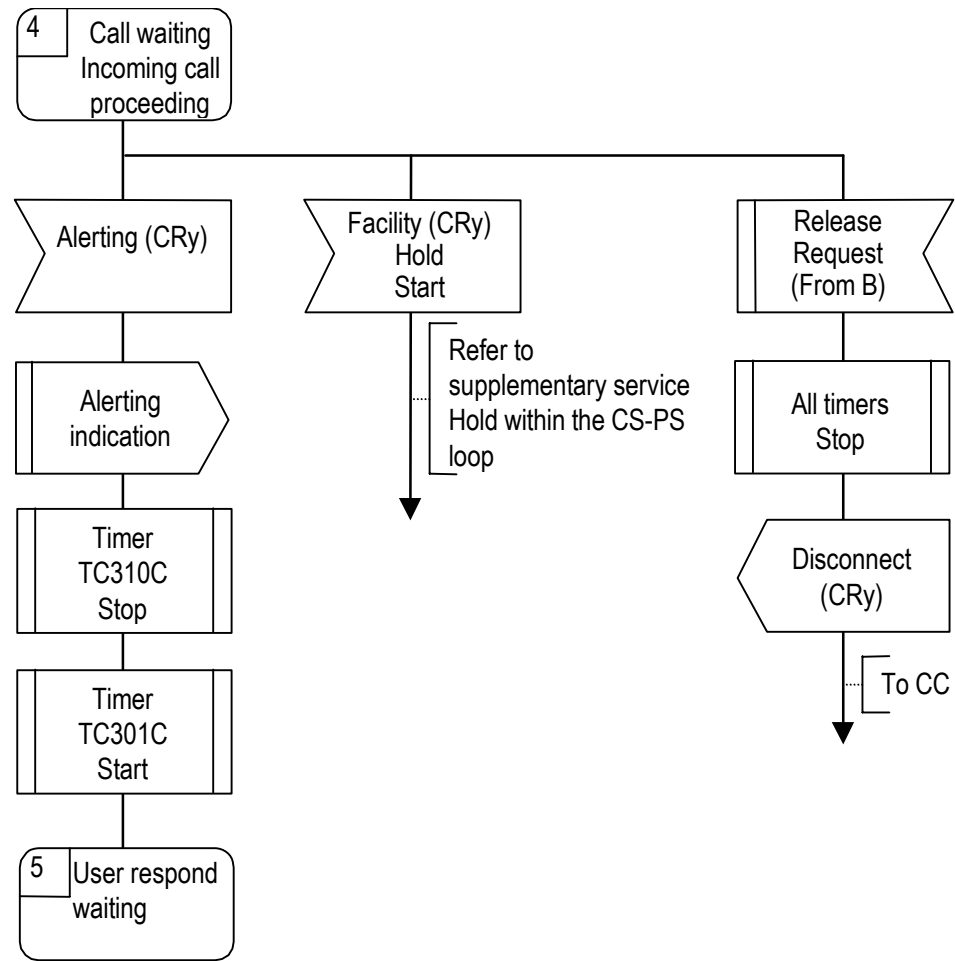 4
Call waiting
Incoming call
proceeding
Alerting (CRy)
Alerting
indication
Timer
TC310C
Stop
Timer
TC301C
Start
5
User respond
waiting
Facility (CRy)
Hold
Start
Refer to
supplementary service
Hold within the CS-PS
loop
Release
Request
(From B)
All timers
Stop
Disconnect
(CRy)
To CC